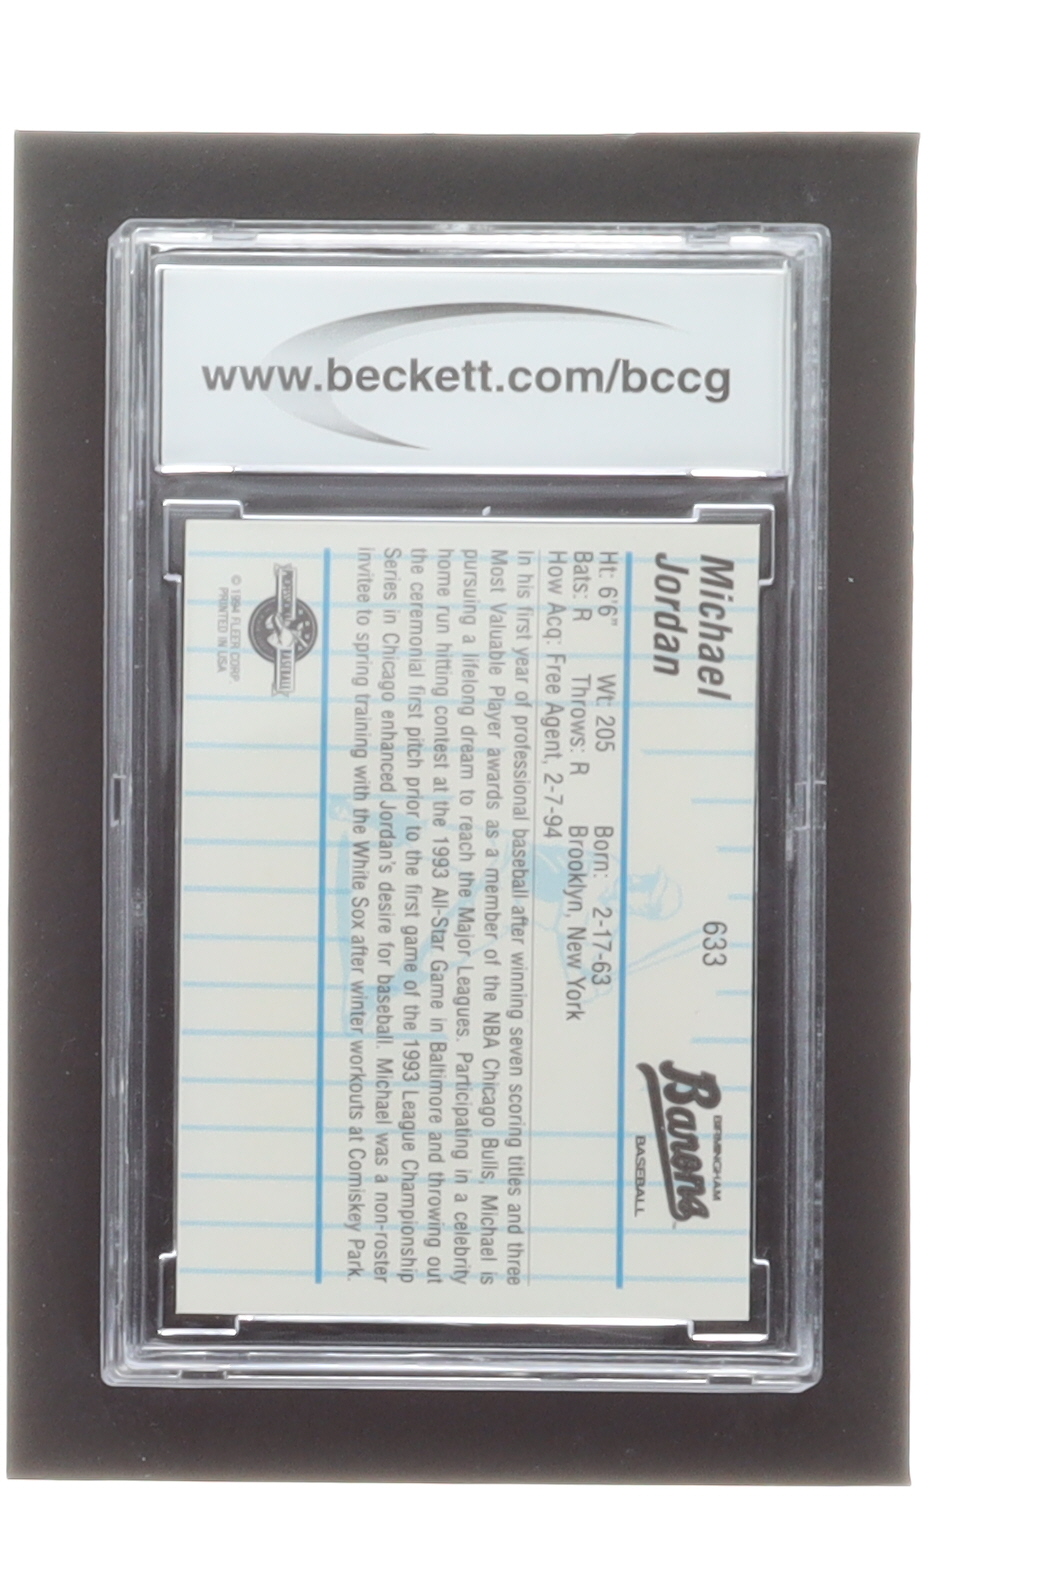 www.beckett.com/bccg
Michael
Jordan
633
BIRMINGHAM
Barons
BASEBALL
Ht: 6'6" Wt: 205 Born: 2-17-63
Bats: R Throws: R Brooklyn, New York
How Acq: Free Agent, 2-7-94
In his first year of professional baseball after winning seven scoring titles and three
Most Valuable Player awards as a member of the NBA Chicago Bulls, Michael is
pursuing a lifelong dream to reach the Major Leagues. Participating in a celebrity
home run hitting contest at the 1993 All-Star Game in Baltimore and throwing out
the ceremonial first pitch prior to the first game of the 1993 League Championship
Series in Chicago enhanced Jordan's desire for baseball. Michael was a non-roster
invitee to spring training with the White Sox after winter workouts at Comiskey Park.
PROFESSIONAL
BASEBALL
© 1994 FLEER CORP.
PRINTED IN USA